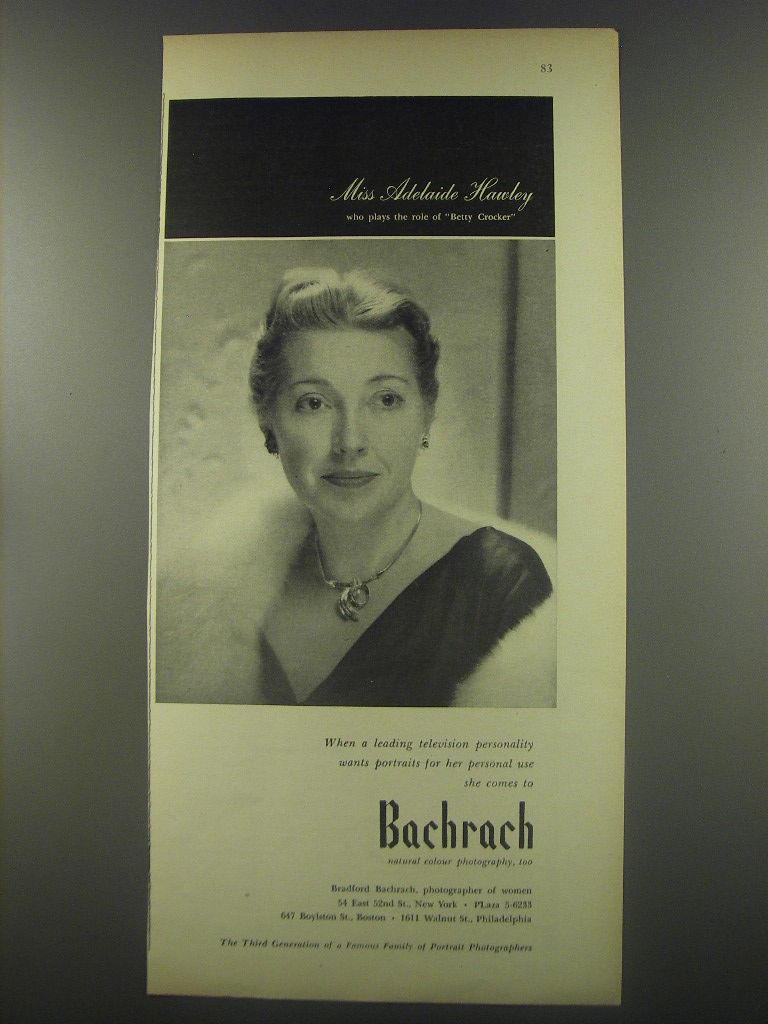 83
Miss Adelaide Hawley
who plays the role of "Betty Crocker"
When a leading television personality
wants portraits for her personal use
she comes to
Bachrach
natural colour photography, too
Bradford Bachrach, photographer of women
54 East 52nd St., New York • PLaza 5-6233
647 Boylston St., Boston • 1611 Walnut St., Philadelphia
The Third Generation of a Famous Family of Portrait Photographers